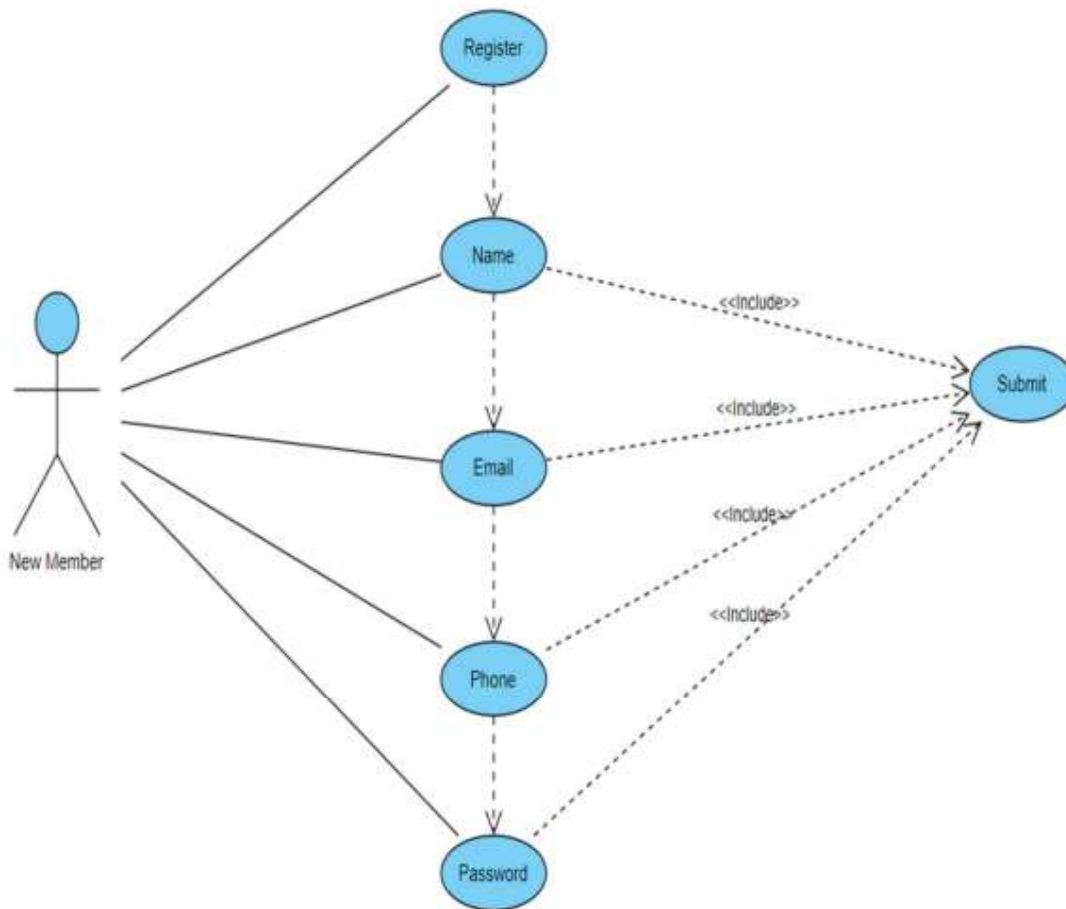 Register
Name
<<Include>>
Submit
<<Include>>
Email
<<Include>>
New Member
<<Include>>
Phone
Password